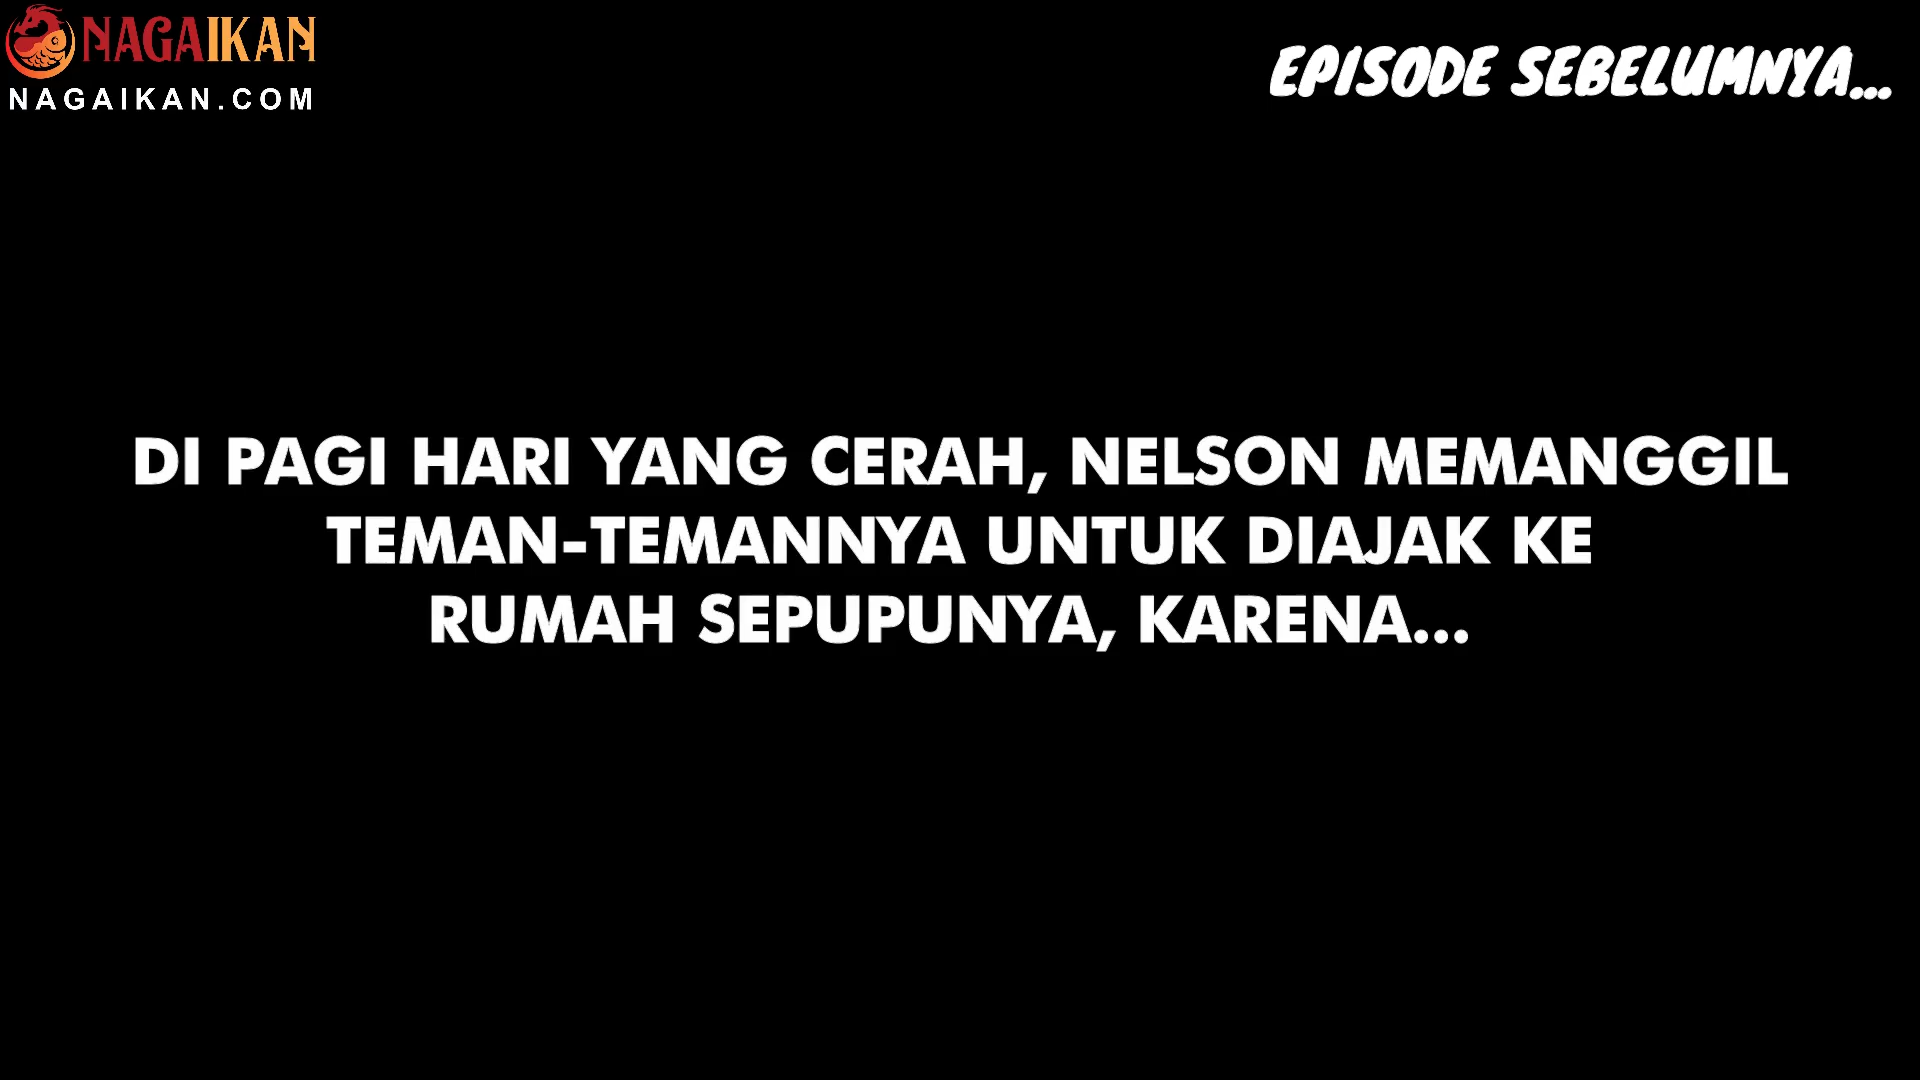 NAGAIKAN
NAGAIKAN.COM
EPISODE SEBELUMNYA...
DI PAGI HARI YANG CERAH, NELSON MEMANGGIL
TEMAN-TEMANNYA UNTUK DIAJAK KE
RUMAH SEPUPUNYA, KARENA...